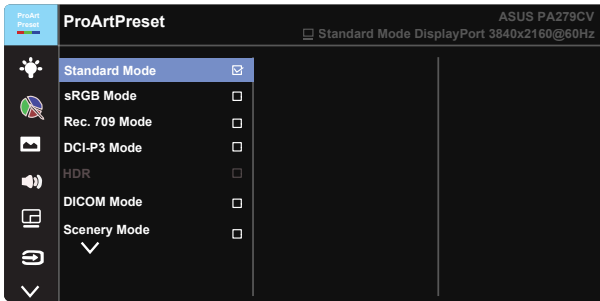 ProArt
Preset
ProArtPreset
ASUS PA279CV
Standard Mode DisplayPort 3840x2160@60Hz
Standard Mode
sRGB Mode
Rec. 709 Mode
DCI-P3 Mode
HDR
DICOM Mode
Scenery Mode